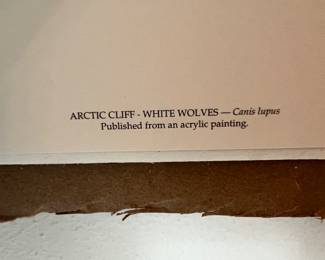 ARCTIC CLIFF - WHITE WOLVES — Canis lupus
Published from an acrylic painting.